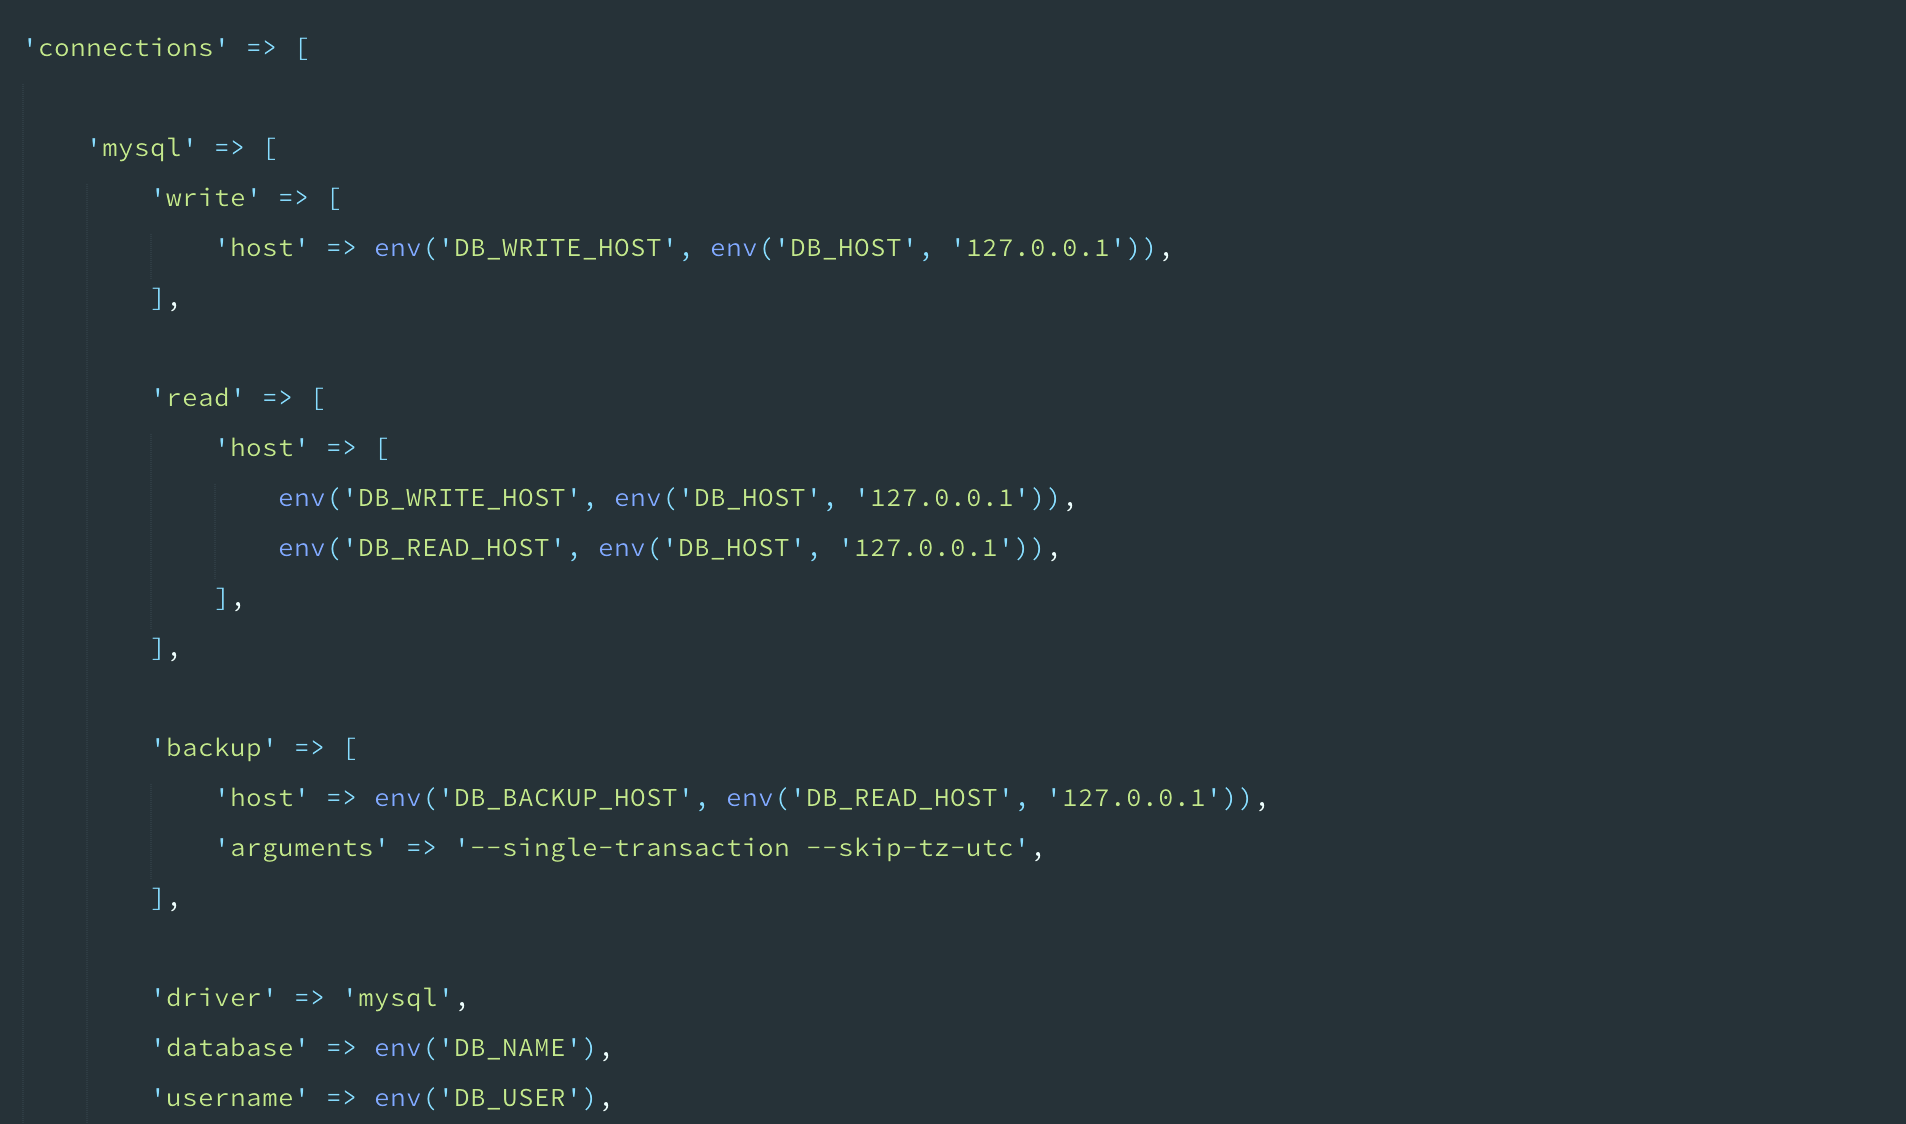 'connections' => [
'mysql' => [
'write' => [
'host' => env('DB_WRITE_HOST', env('DB_HOST', '127.0.0.1')),
],
'read' => [
'host' => [
env('DB_WRITE_HOST', env('DB_HOST', '127.0.0.1')),
env('DB_READ_HOST', env('DB_HOST', '127.0.0.1')),
],
],
'backup' => [
'host' => env('DB_BACKUP_HOST', env('DB_READ_HOST', '127.0.0.1')),
'arguments' => '--single-transaction --skip-tz-utc',
],
'driver' => 'mysql',
'database' => env('DB_NAME'),
'username' => env('DB_USER'),